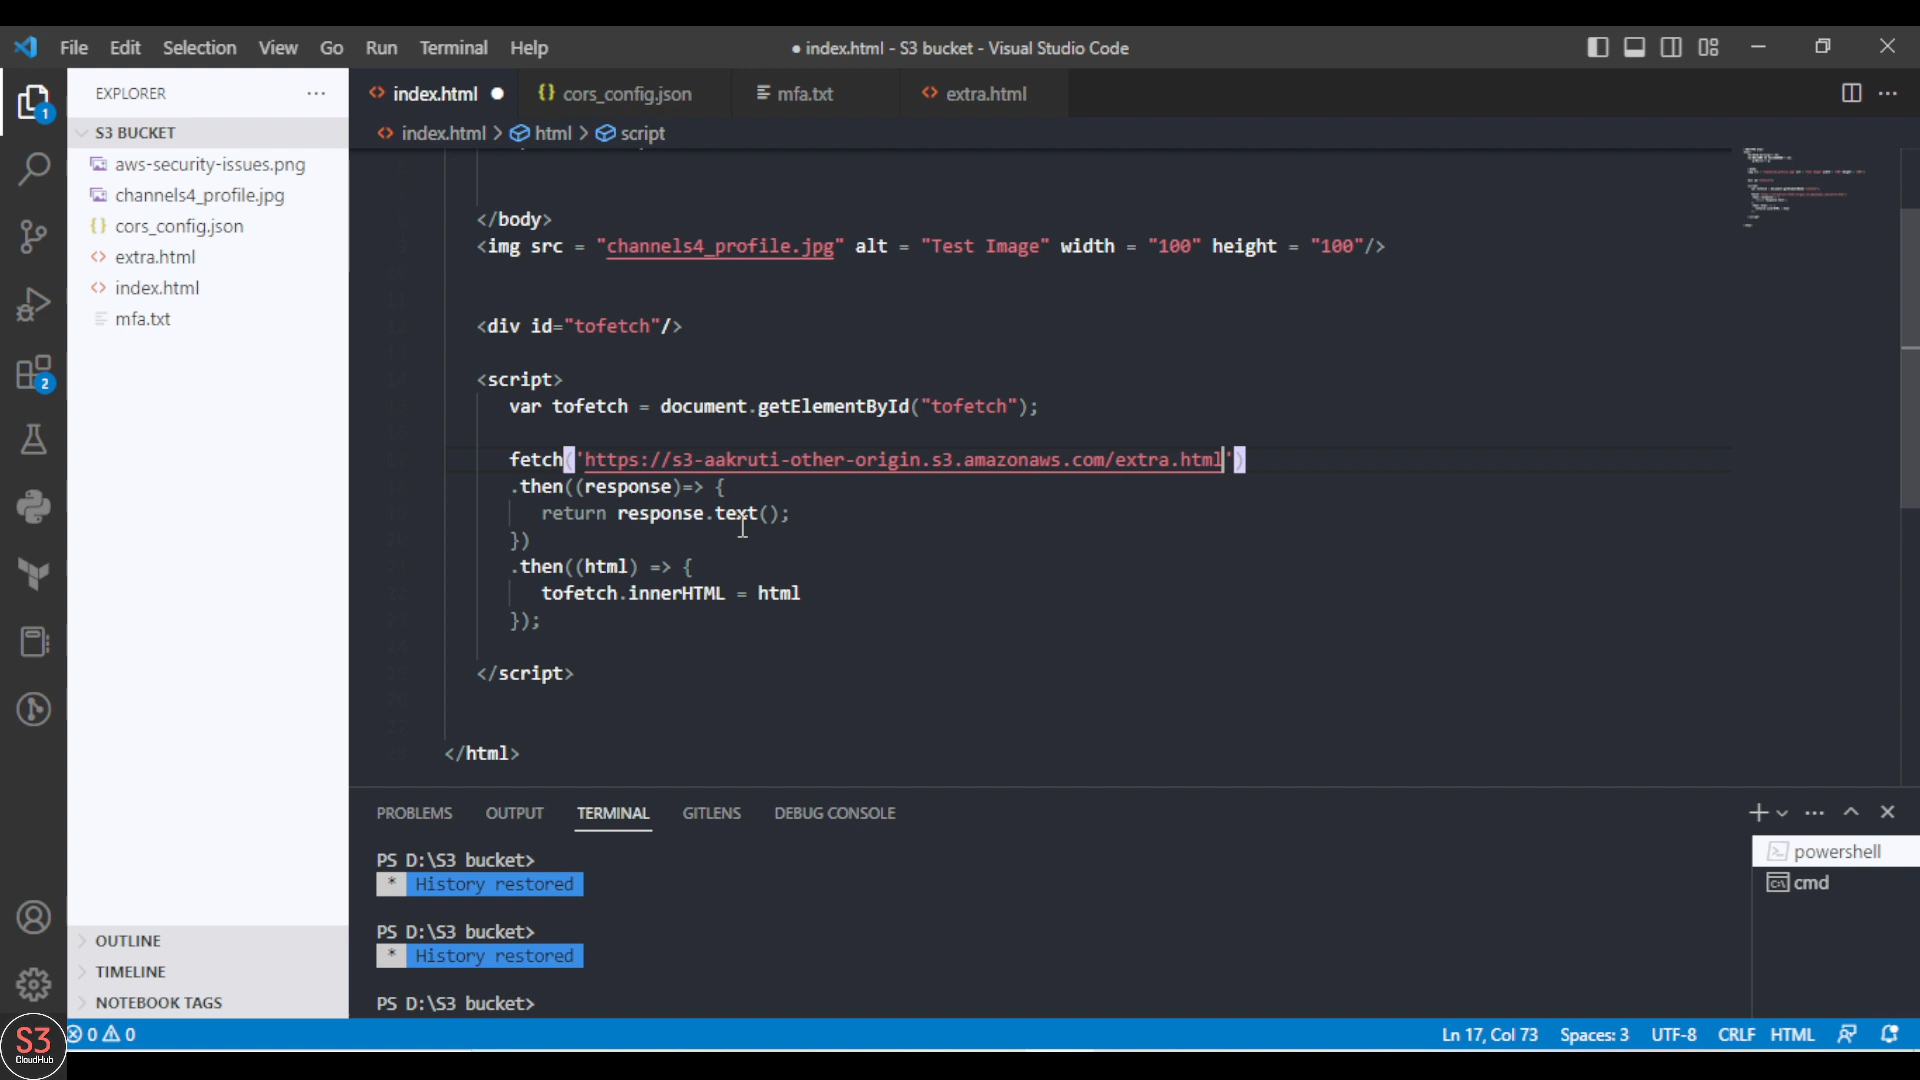 File Edit Selection View Go Run Terminal Help
● index.html - S3 bucket - Visual Studio Code
EXPLORER
index.html
cors_config.json
mfa.txt
extra.html
S3 BUCKET
index.html > html > script
aws-security-issues.png
channels4_profile.jpg
cors_config.json
extra.html
index.html
mfa.txt
1
2
</body>
<img src = "channels4_profile.jpg" alt = "Test Image" width = "100" height = "100"/>
<div id="tofetch"/>
<script>
var tofetch = document.getElementById("tofetch");
fetch('https://s3-aakruti-other-origin.s3.amazonaws.com/extra.html')
.then((response)=> {
return response.text();
})
.then((html) => {
tofetch.innerHTML = html
});
</script>
</html>
PROBLEMS OUTPUT TERMINAL GITLENS DEBUG CONSOLE
PS D:\S3 bucket>
* History restored
PS D:\S3 bucket>
* History restored
PS D:\S3 bucket>
powershell
cmd
OUTLINE
TIMELINE
NOTEBOOK TAGS
S3
CloudHub
0 0
Ln 17, Col 73 Spaces: 3 UTF-8 CRLF HTML